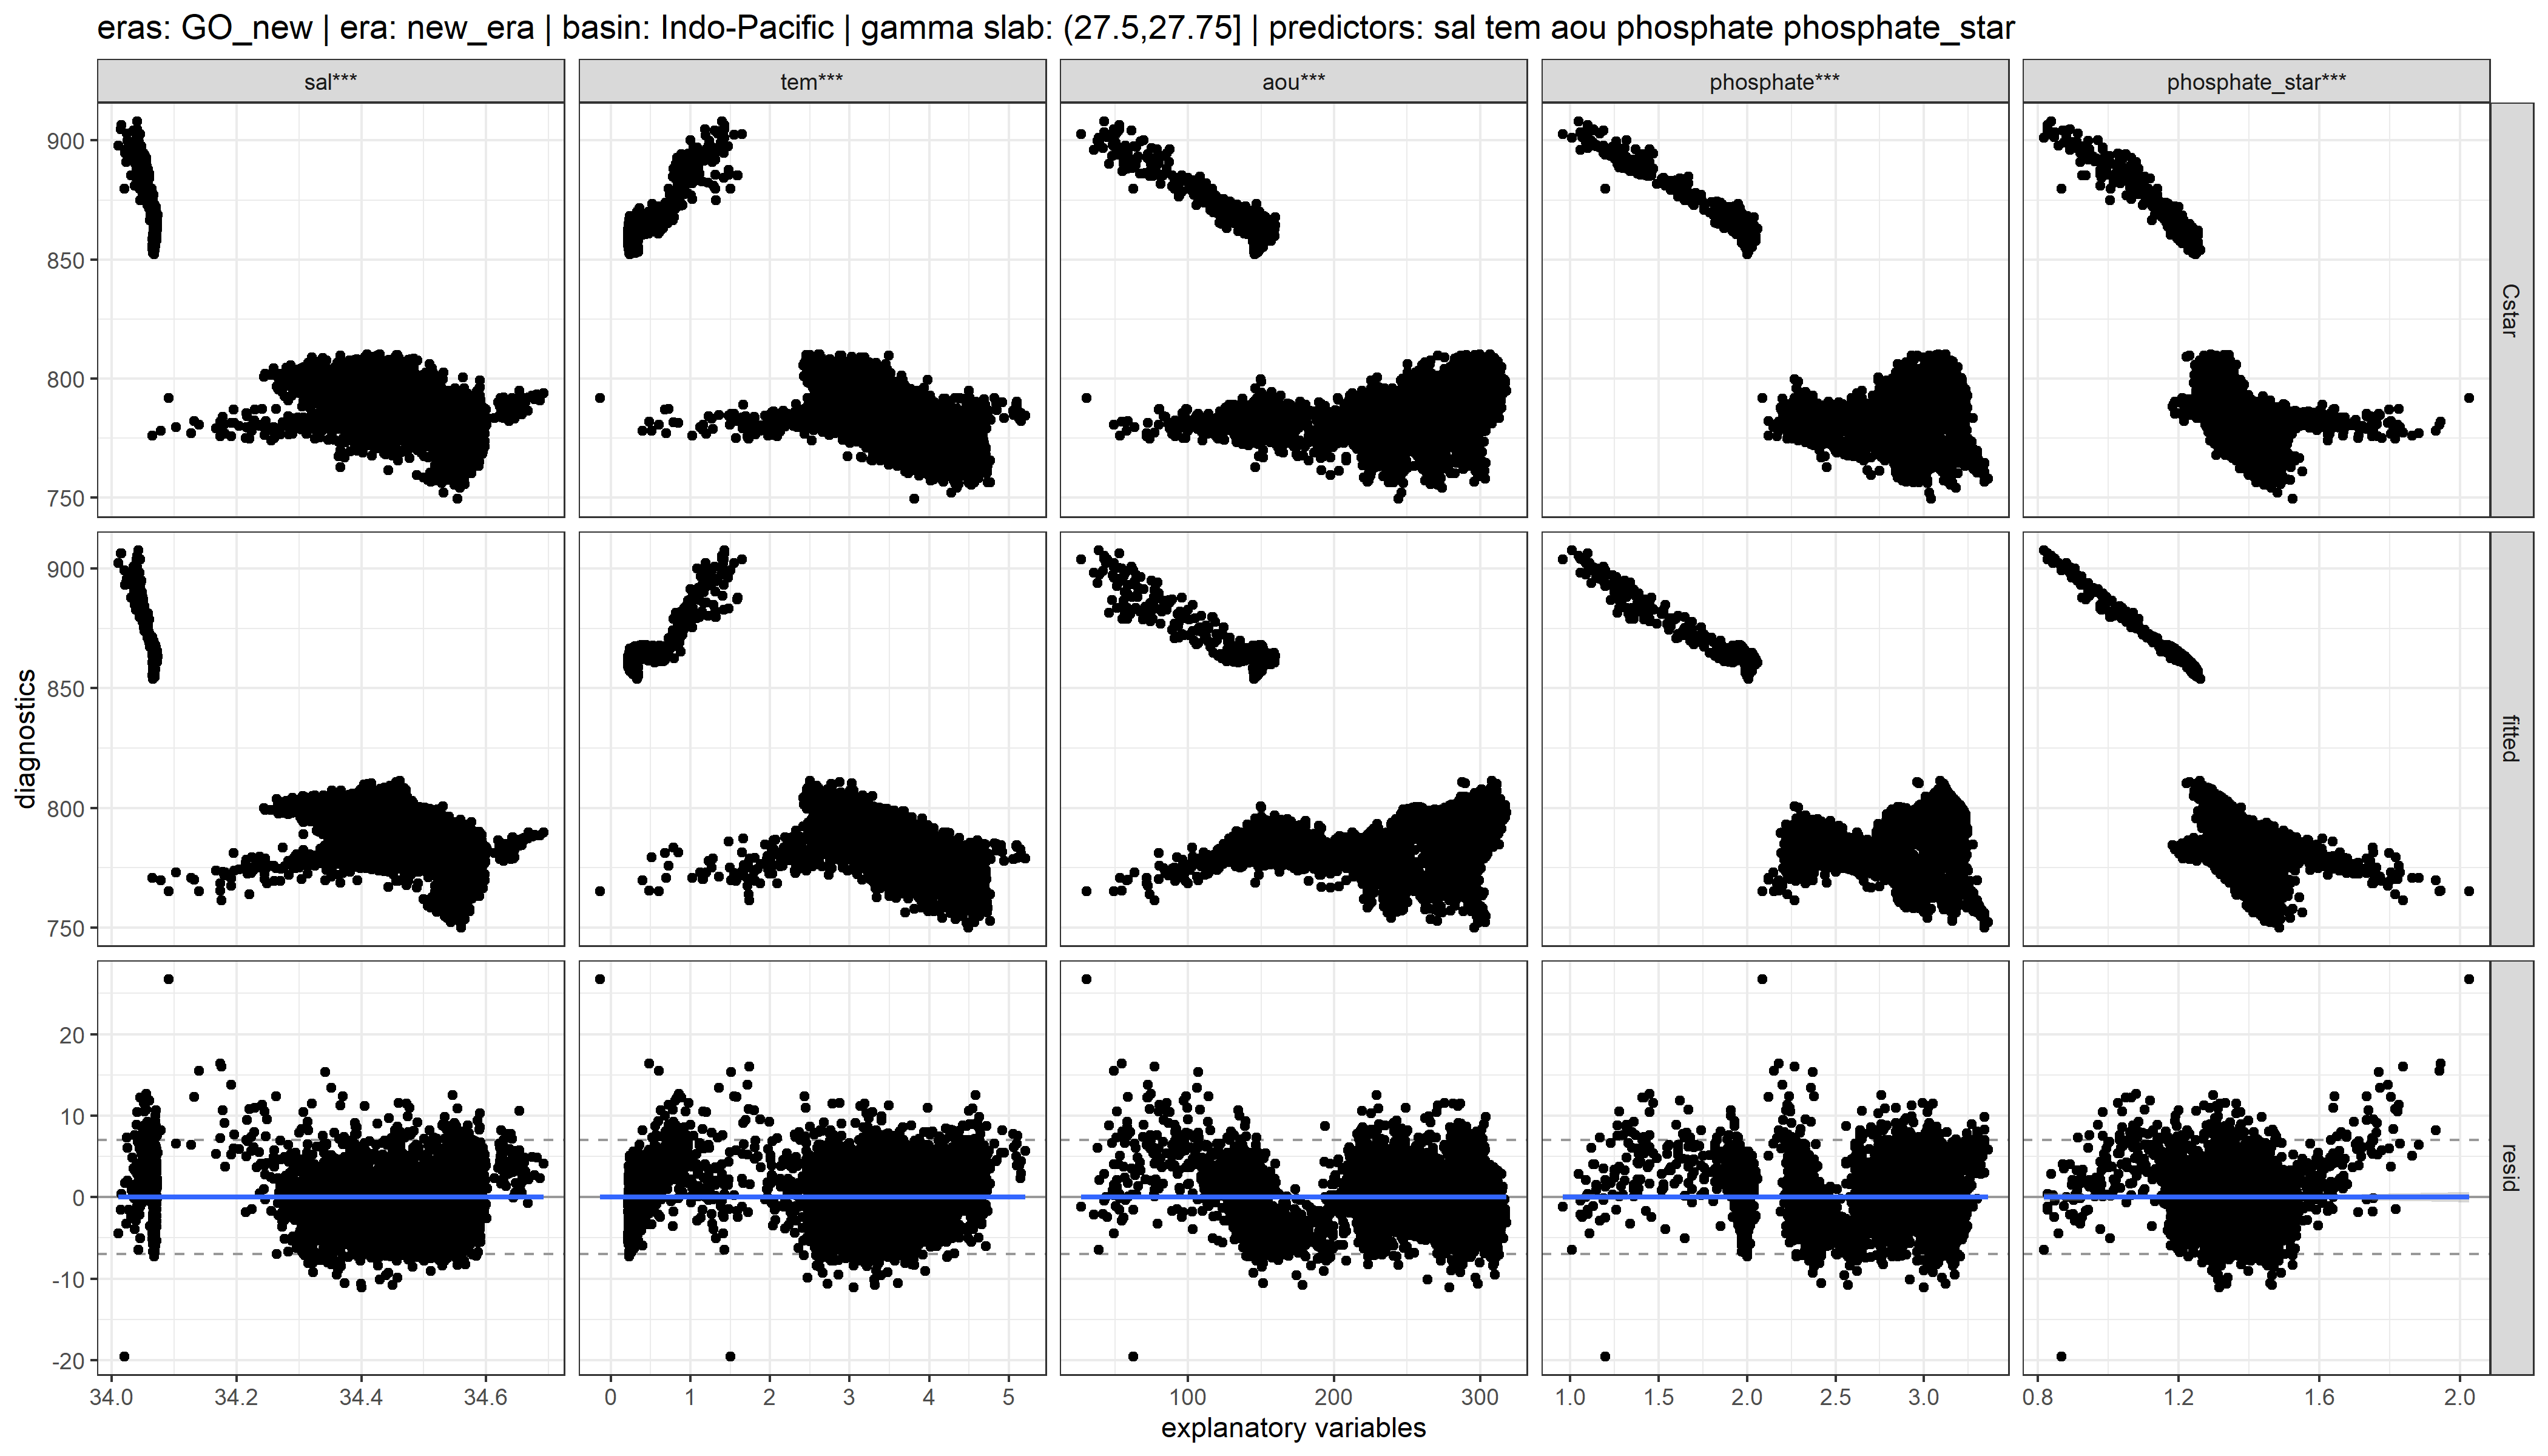 eras: GO_new | era: new_era | basin: Indo-Pacific | gamma slab: (27.5,27.75] | predictors: sal tem aou phosphate phosphate_star
sal*** tem*** aou*** phosphate*** phosphate_star***
900
850
800
750
Cstar
900
850
800
750
fitted
diagnostics
20
10
0
-10
-20
resid
34.0 34.2 34.4 34.6 0 1 2 3 4 5 100 200 300 1.0 1.5 2.0 2.5 3.0 0.8 1.2 1.6 2.0
explanatory variables